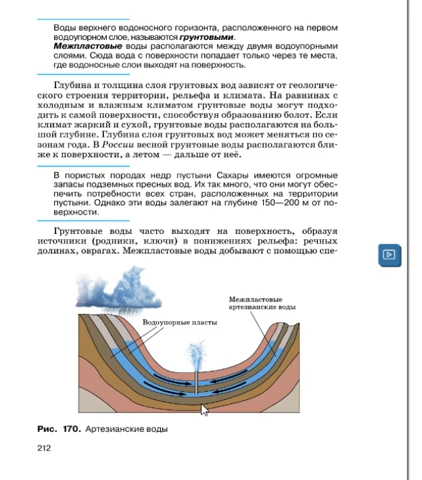 Воды верхнего водоносного горизонта, расположенного на первом
водоупорном слое, называются грунтовыми.
Межпластовые воды располагаются между двумя водоупорными
слоями. Сюда вода с поверхности попадает только через те места,
где водоносные слои выходят на поверхность.
Глубина и толщина слоя грунтовых вод зависят от геологиче-
ского строения территории, рельефа и климата. На равнинах с
холодным и влажным климатом грунтовые воды могут подхо-
дить к самой поверхности, способствуя образованию болот. Если
климат жаркий и сухой, грунтовые воды располагаются на боль-
шой глубине. Глубина слоя грунтовых вод может меняться по се-
зонам года. В России весной грунтовые воды располагаются бли-
же к поверхности, а летом — дальше от неё.
В пористых породах недр пустыни Сахары имеются огромные
запасы подземных пресных вод. Их так много, что они могут обес-
печить потребности всех стран, расположенных на территории
пустыни. Однако эти воды залегают на глубине 150—200 м от по-
верхности.
Грунтовые воды часто выходят на поверхность, образуя
источники (родники, ключи) в понижениях рельефа: речных
долинах, оврагах. Межпластовые воды добывают с помощью спе-
Межпластовые
артезианские воды
Водоупорные пласты
Рис. 170. Артезианские воды
212